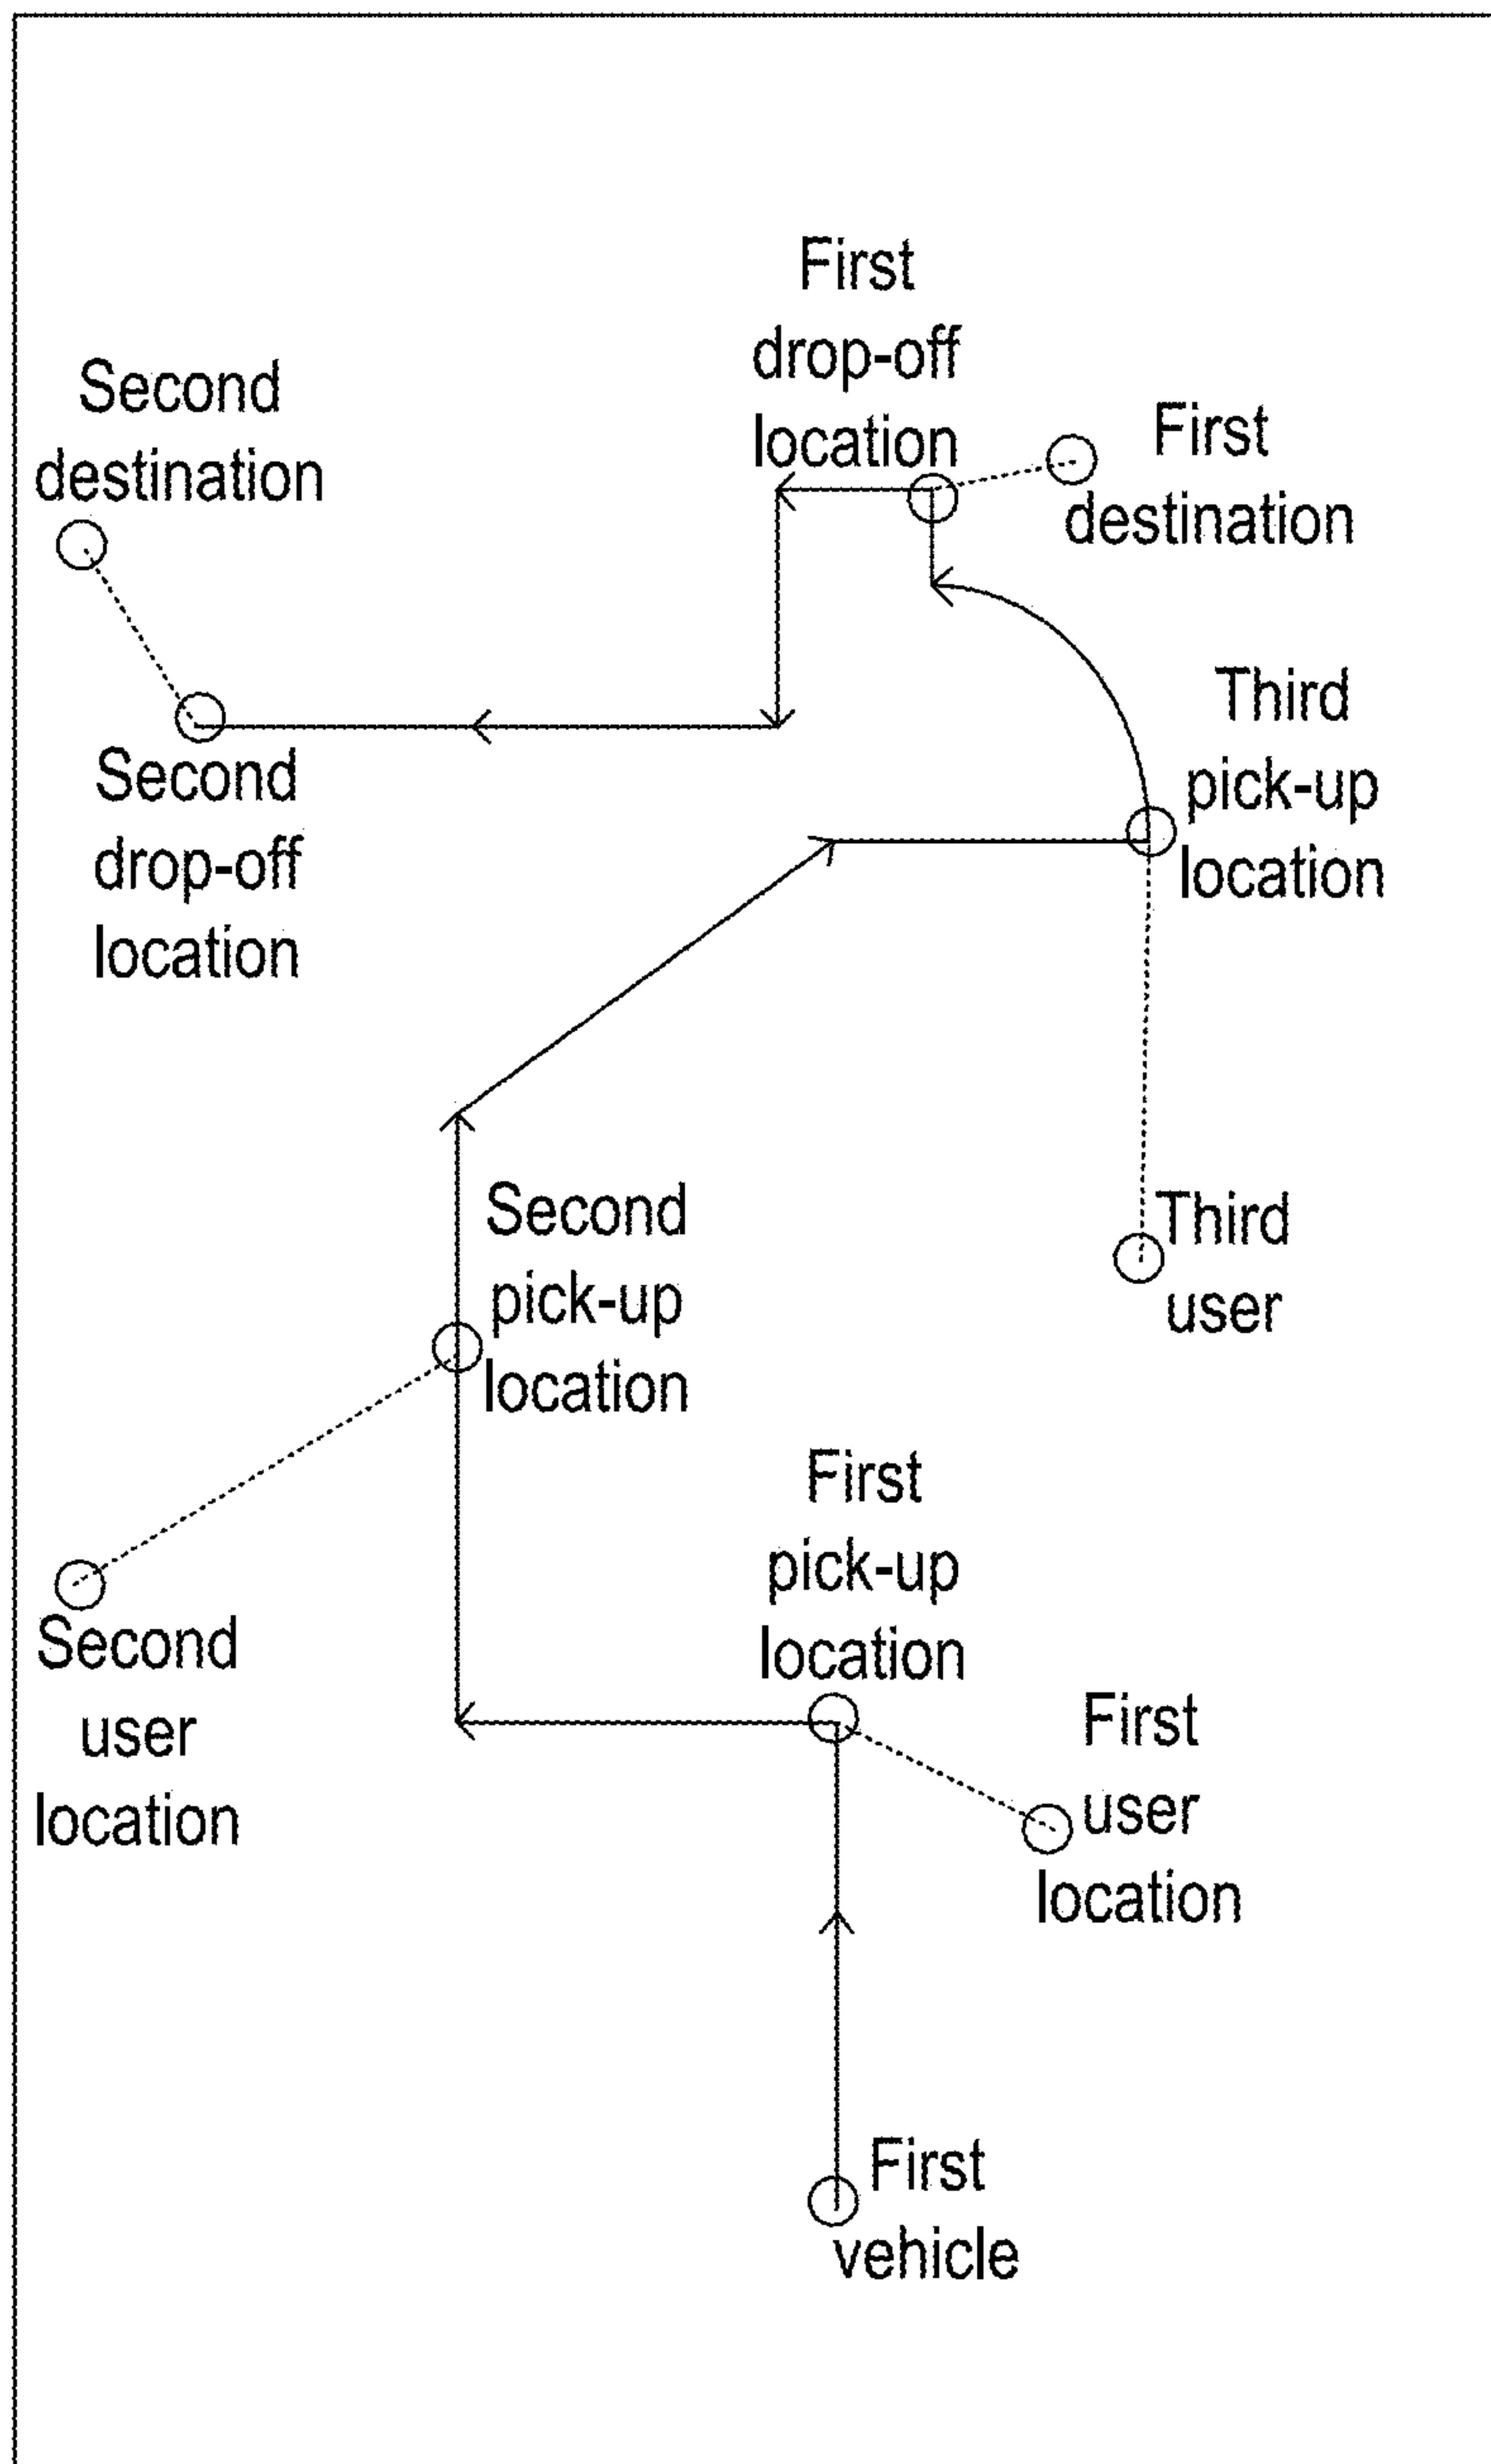 First
drop-off
location
Second
destination
First
destination
Third
pick-up
location
Second
drop-off
location
Second
pick-up
location
Third
user
First
pick-up
location
Second
user
location
First
user
location
First
vehicle